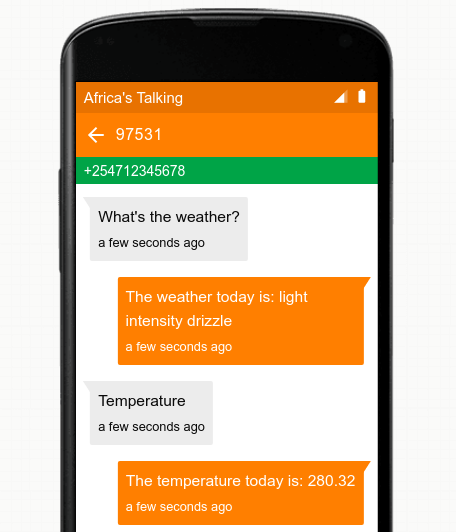 Africa's Talking
97531
+254712345678
What's the weather?
a few seconds ago
The weather today is: light
intensity drizzle
a few seconds ago
Temperature
a few seconds ago
The temperature today is: 280.32
a few seconds ago